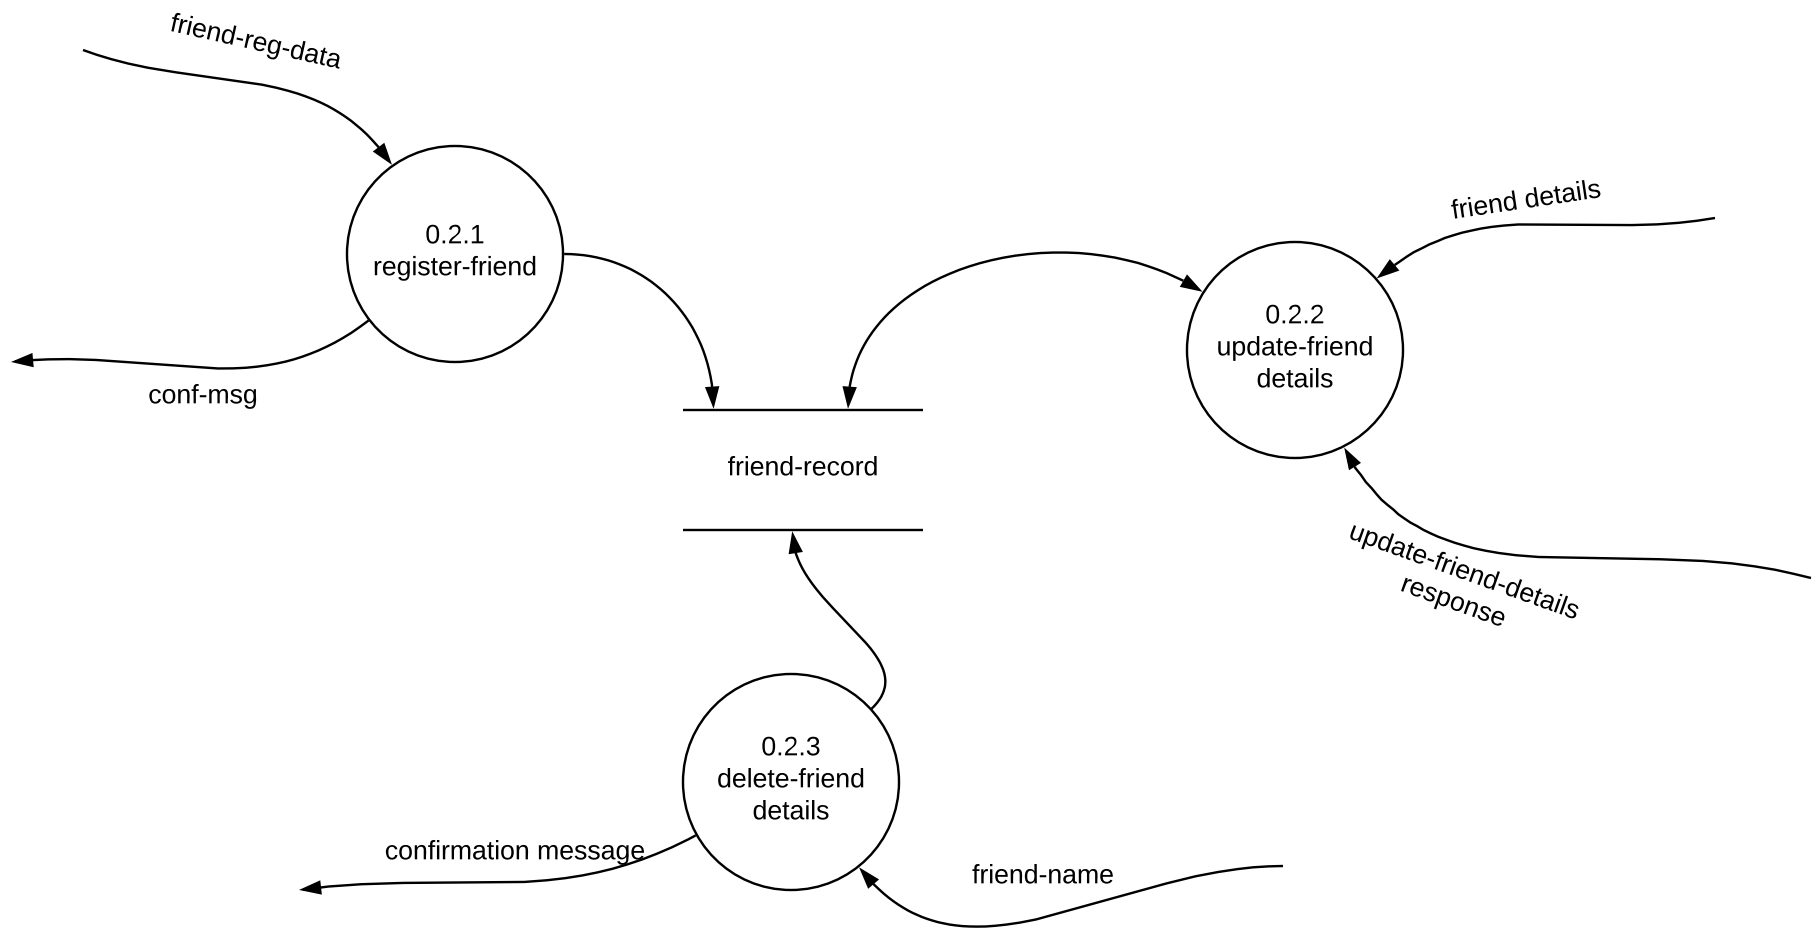 friend-reg-data
0.2.1
register-friend
conf-msg
friend details
0.2.2
update-friend
details
friend-record
update-friend-details
response
0.2.3
delete-friend
details
confirmation message
friend-name